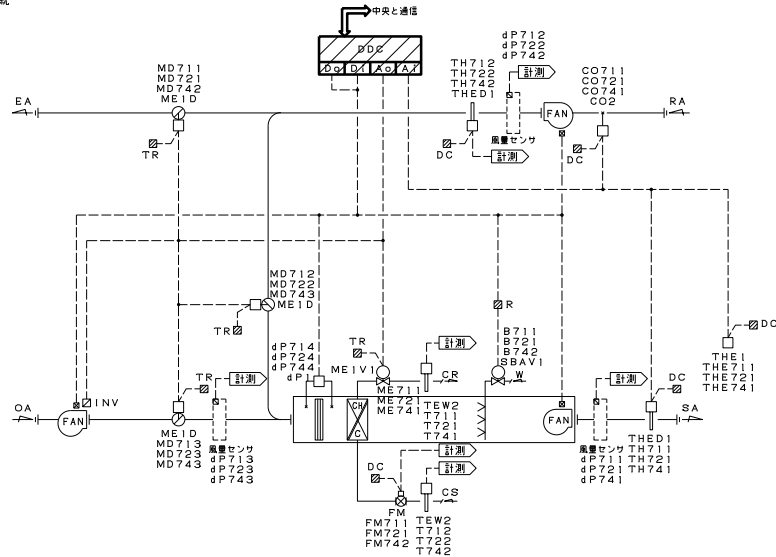 中央と通信
DDC
Do Di Ao Ai
MD711
MD721
MD742
ME1D
TR
EA
TH712
TH722
TH742
THED1
DC
計測
dP712
dP722
dP742
計測
風量センサ
FAN
CO711
CO721
CO741
CO2
DC
RA
MD712
MD722
MD743
ME1D
TR
R
DC
THE1
THE711
THE721
THE741
dP714
dP724
dP744
dP1
TR
ME1V1
ME711
ME721
ME741
計測
CR
B711
B721
B742
SBAV1
W
OA
INV
FAN
TR
計測
ME1D
MD713
MD723
MD743
風量センサ
dP713
dP723
dP743
CH
C
TEW2
T711
T721
T741
FAN
計測
風量センサ
dP711
dP721
dP741
DC
THED1
TH711
TH721
TH741
SA
計測
計測
DC
FM
FM711
FM721
FM742
CS
TEW2
T712
T722
T742